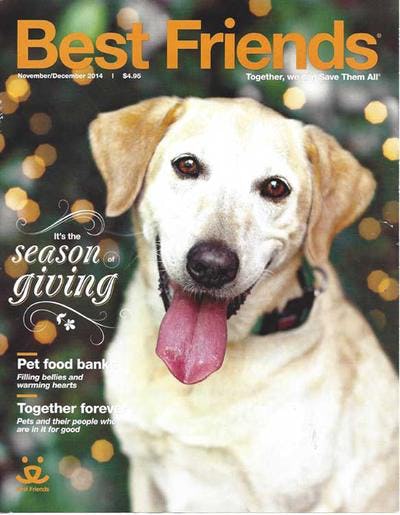 Best Friends®
November/December 2014 | $4.95
Together, we can Save Them All®
It's the
season of
giving
Pet food banks
Filling bellies and
warming hearts
Together forever
Pets and their people who
are in it for good
Best Friends